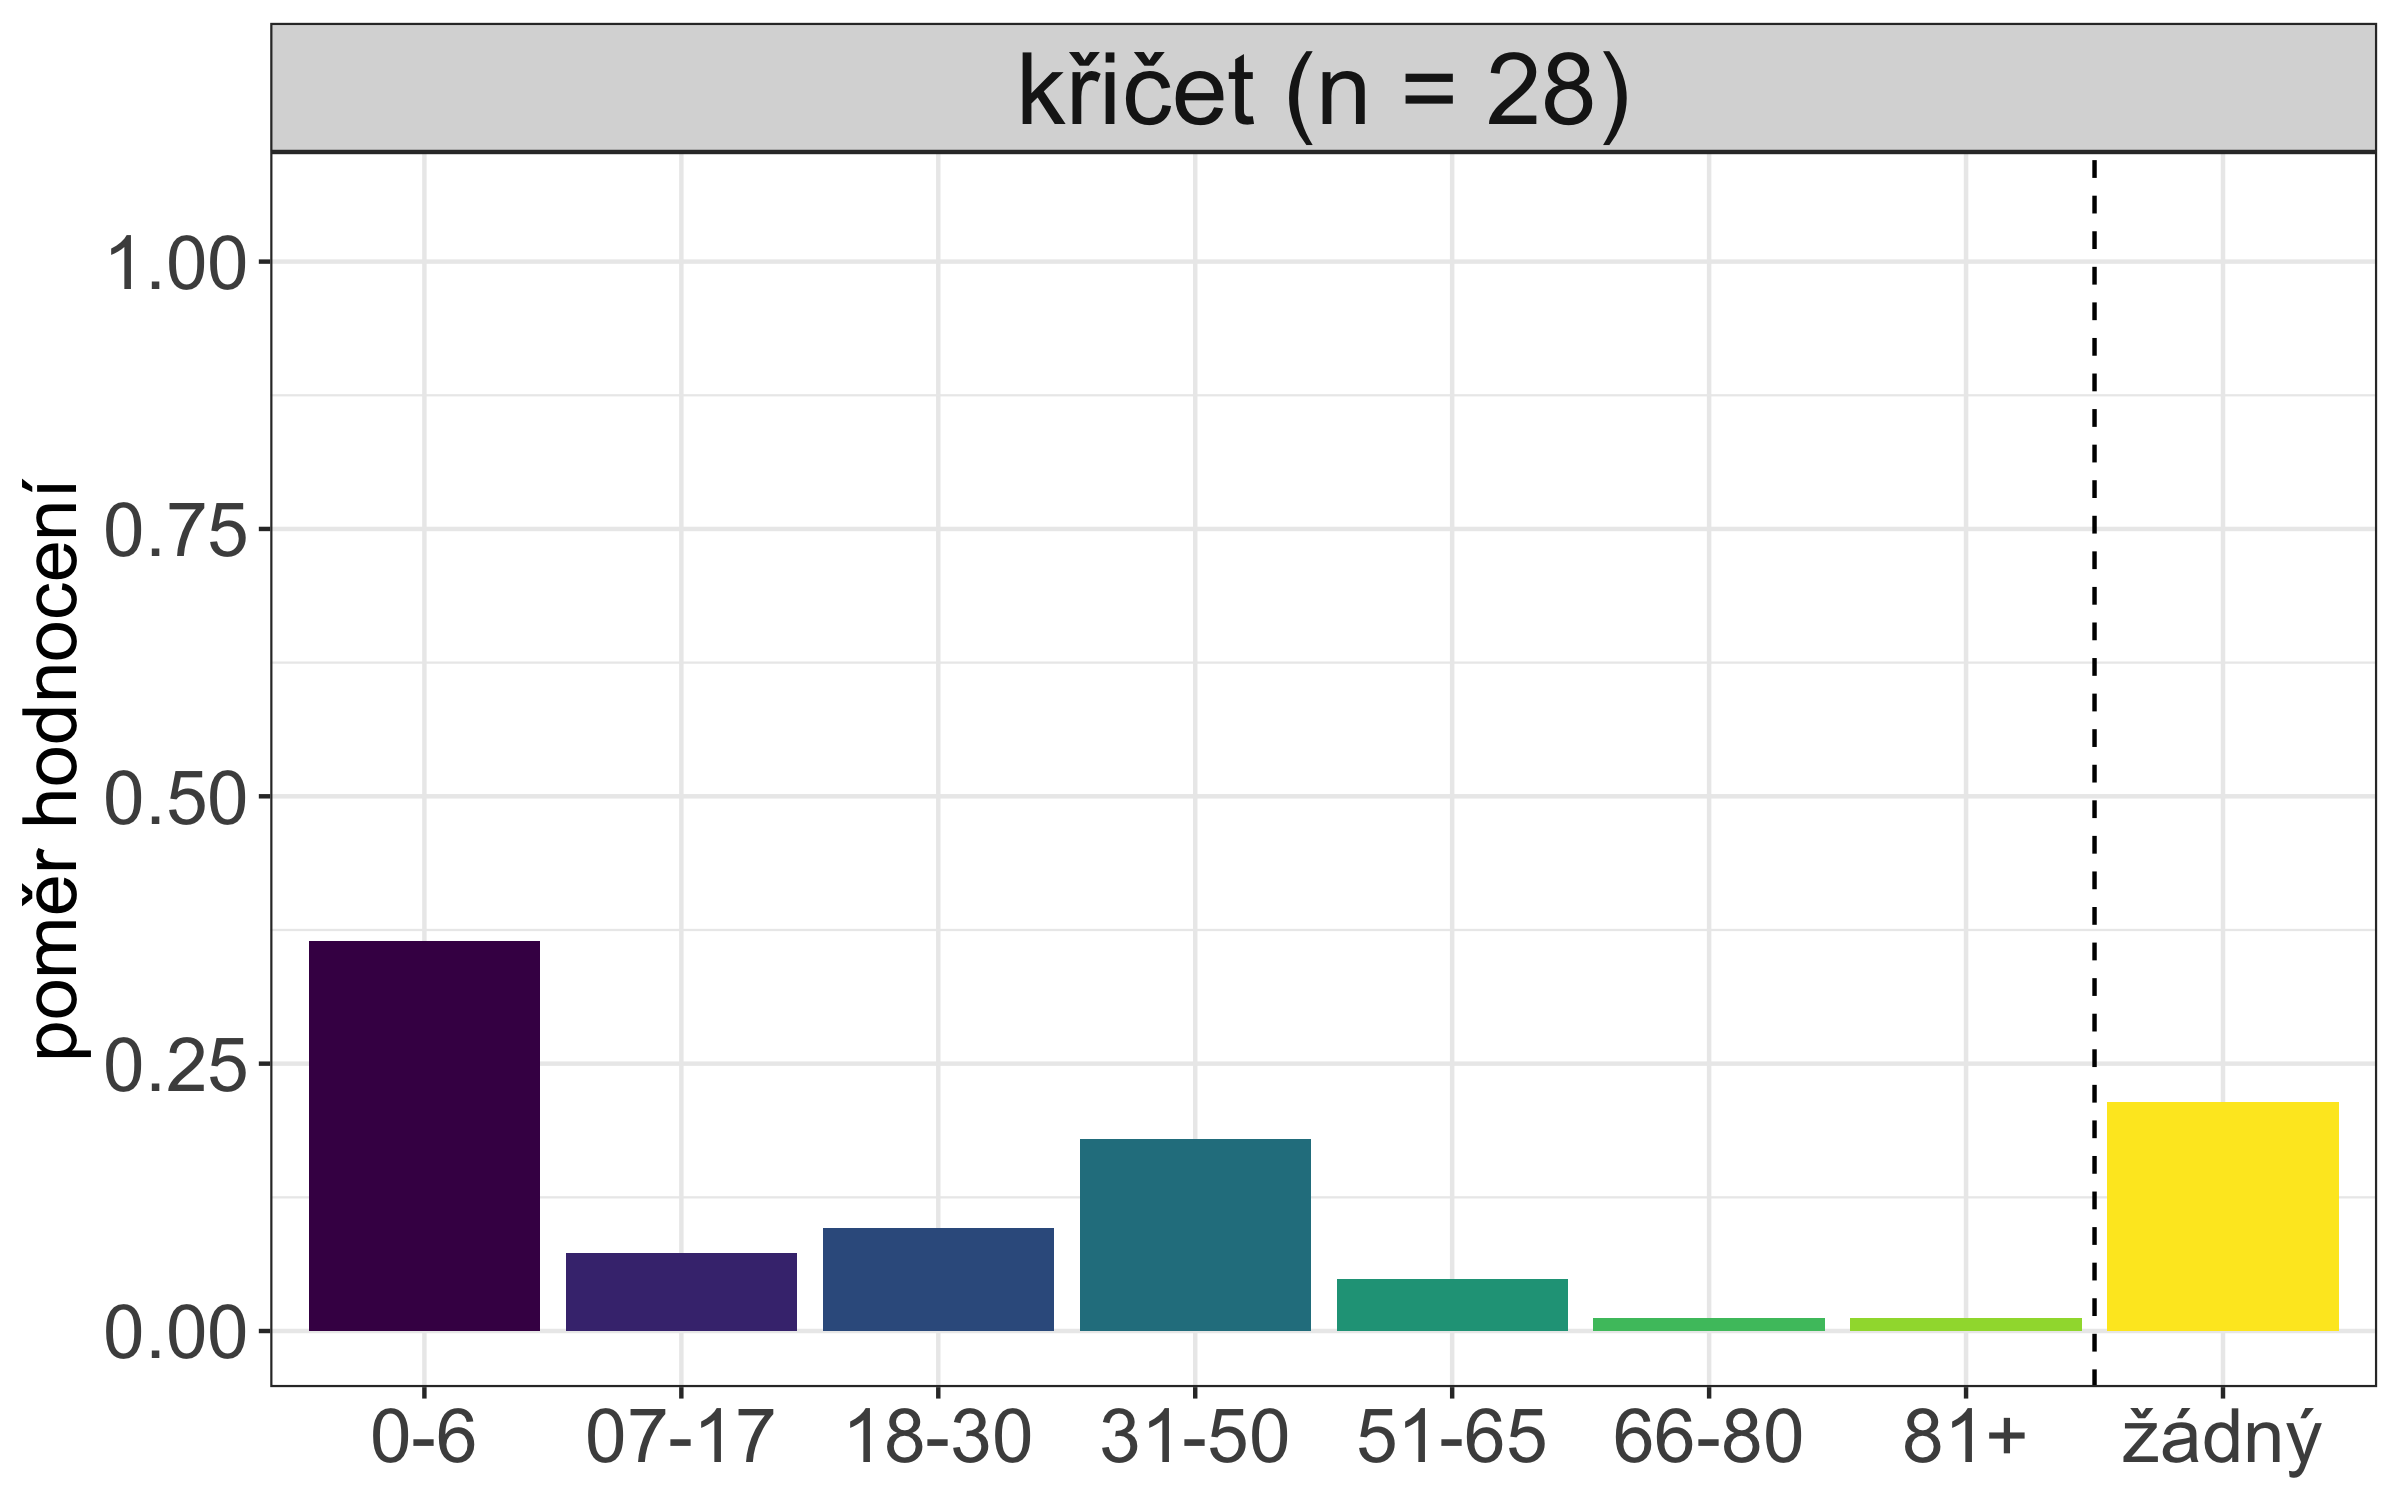 křičet (n = 28)
poměr hodnocení
1.00
0.75
0.50
0.25
0.00
0-6 07-17 18-30 31-50 51-65 66-80 81+ žádný